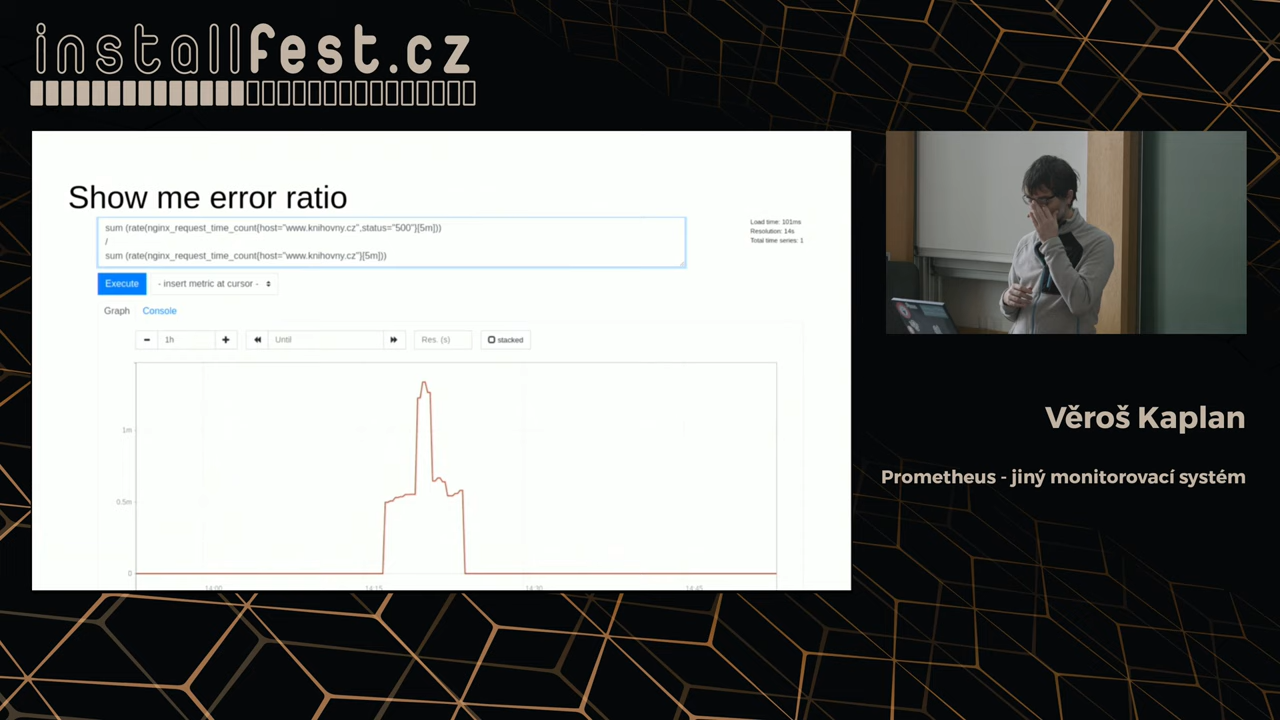 installfest.cz
Show me error ratio
sum (rate(nginx_request_time_count{host="www.knihovny.cz",status="500"}[5m]))
/
sum (rate(nginx_request_time_count{host="www.knihovny.cz"}[5m]))
Load time: 101ms
Resolution: 14s
Total time series: 1
Execute
- insert metric at cursor -
Graph
Console
1h
Until
Res. (s)
stacked
1m
0.5m
0
14:00
14:15
14:30
14:45
Věroš Kaplan
Prometheus - jiný monitorovací systém